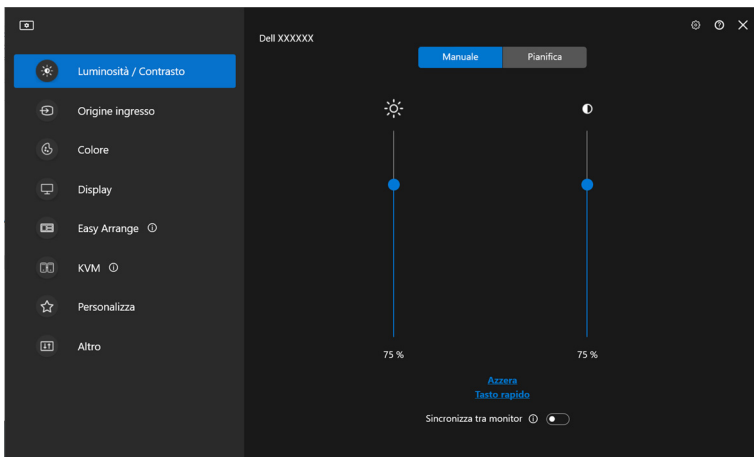 Dell XXXXXX
Manuale
Pianifica
Luminosità / Contrasto
Origine ingresso
Colore
Display
Easy Arrange
KVM
Personalizza
Altro
75 %
75 %
Azzera
Tasto rapido
Sincronizza tra monitor